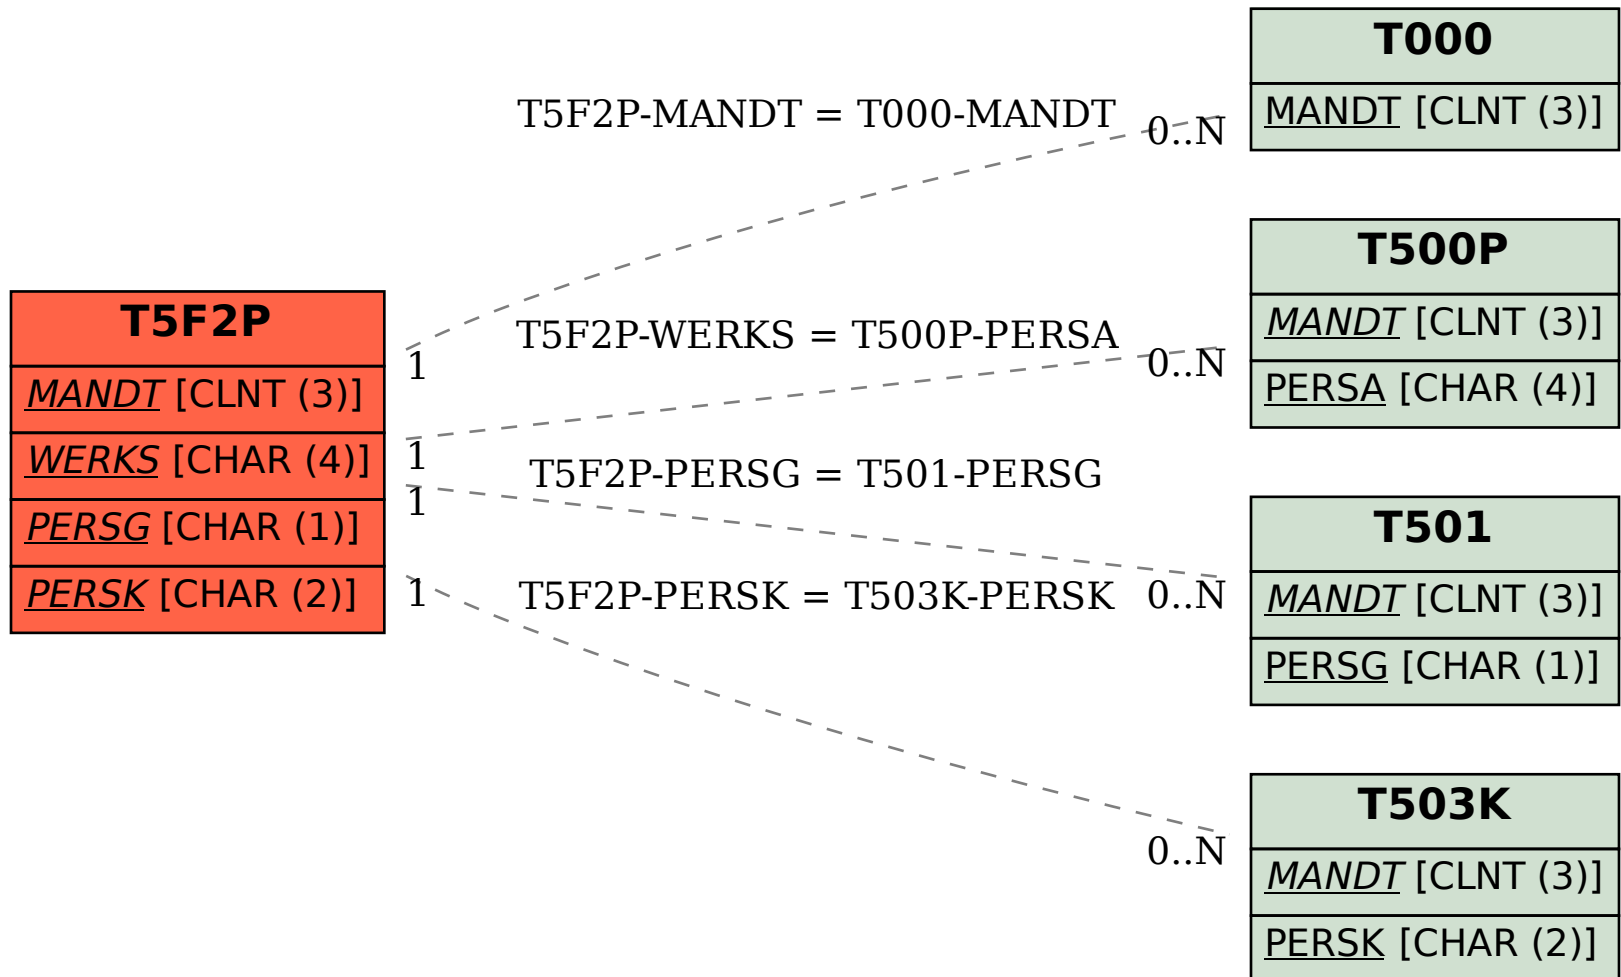 T5F2P
MANDT [CLNT (3)]
WERKS [CHAR (4)]
PERSG [CHAR (1)]
PERSK [CHAR (2)]
T5F2P-MANDT = T000-MANDT
1
0..N
T5F2P-WERKS = T500P-PERSA
1
0..N
T5F2P-PERSG = T501-PERSG
1
0..N
T5F2P-PERSK = T503K-PERSK
1
0..N
T000
MANDT [CLNT (3)]
T500P
MANDT [CLNT (3)]
PERSA [CHAR (4)]
T501
MANDT [CLNT (3)]
PERSG [CHAR (1)]
T503K
MANDT [CLNT (3)]
PERSK [CHAR (2)]